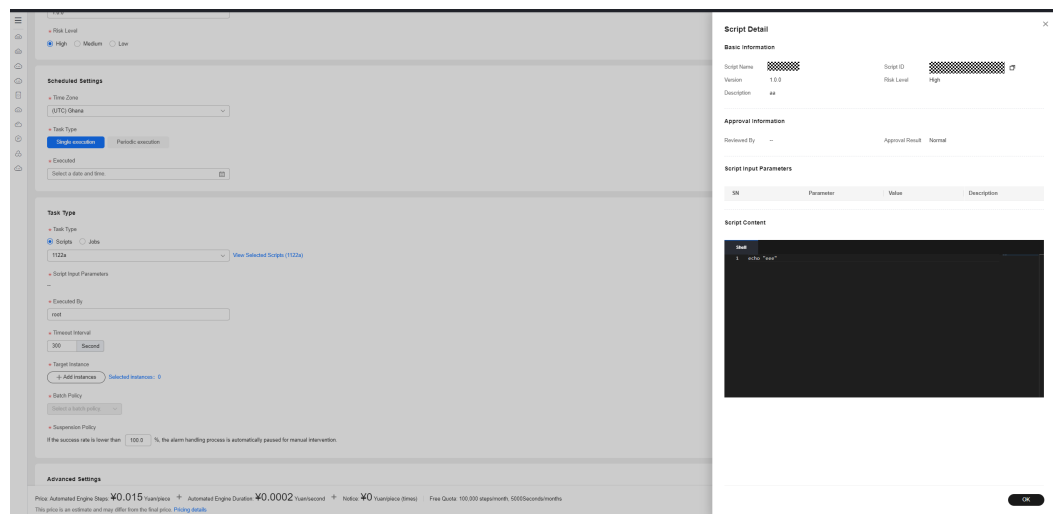 1.0.0
Risk Level
High Medium Low
Scheduled Settings
Time Zone
(UTC) Ghana
Task Type
Single execution Periodic execution
Executed
Select a date and time.
Task Type
Task Type
Scripts Jobs
1122a View Selected Scripts (1122a)
Script Input Parameters
--
Executed By
root
Timeout Interval
300 Second
Target Instance
+ Add Instances Selected Instances: 0
Batch Policy
Select a batch policy
Suspension Policy
If the success rate is lower than 100.0 %, the alarm handling process is automatically paused for manual intervention.
Advanced Settings
Price: Automated Engine Steps: ¥0.015 Yuan/piece + Automated Engine Duration: ¥0.0002 Yuan/second + Notice: ¥0 Yuan/piece (times) Free Quota: 100,000 steps/month, 5000Seconds/months
This price is an estimate and may differ from the final price. Pricing details
Script Detail
Basic Information
Script Name Script ID
Version 1.0.0 Risk Level High
Description aa
Approval Information
Reviewed By -- Approval Result Normal
Script Input Parameters
SN Parameter Value Description
Script Content
Shell
1 echo "eee"
OK